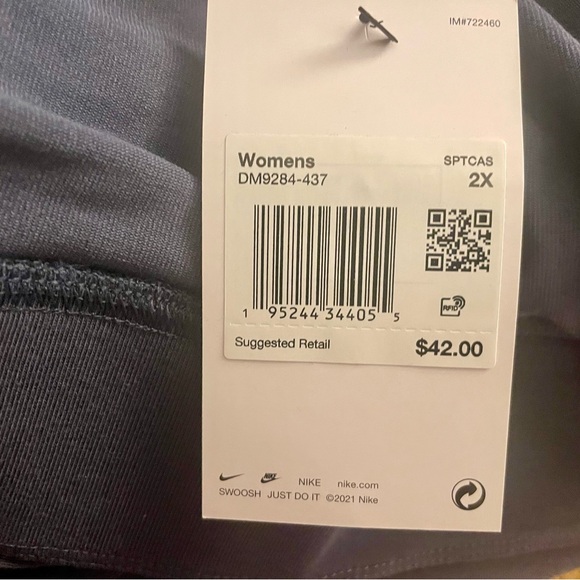 IM#722460
Womens SPTCAS
DM9284-437 2X
RFID
1 95244 34405 5
Suggested Retail $42.00
NIKE nike.com
SWOOSH JUST DO IT ©2021 Nike